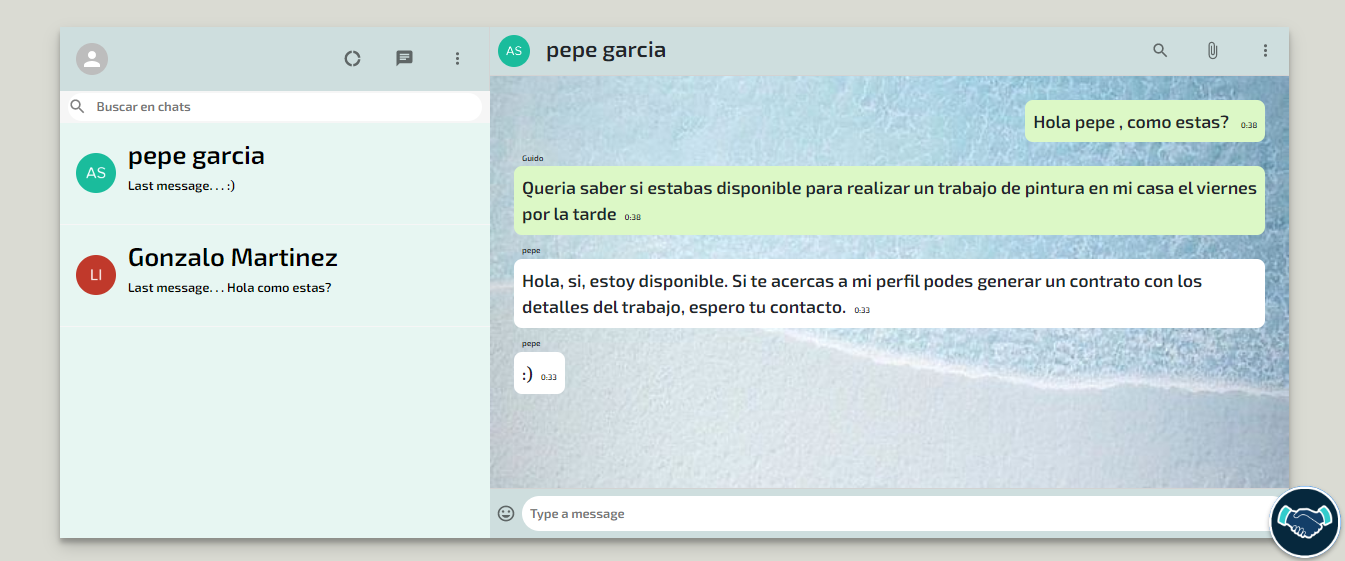 Buscar en chats
AS
pepe garcia
Last message. . . :)
LI
Gonzalo Martinez
Last message. . . Hola como estas?
AS
pepe garcia
Hola pepe , como estas? 0:38
Guido
Queria saber si estabas disponible para realizar un trabajo de pintura en mi casa el viernes
por la tarde 0:38
pepe
Hola, si, estoy disponible. Si te acercas a mi perfil podes generar un contrato con los
detalles del trabajo, espero tu contacto. 0:33
pepe
:) 0:33
Type a message